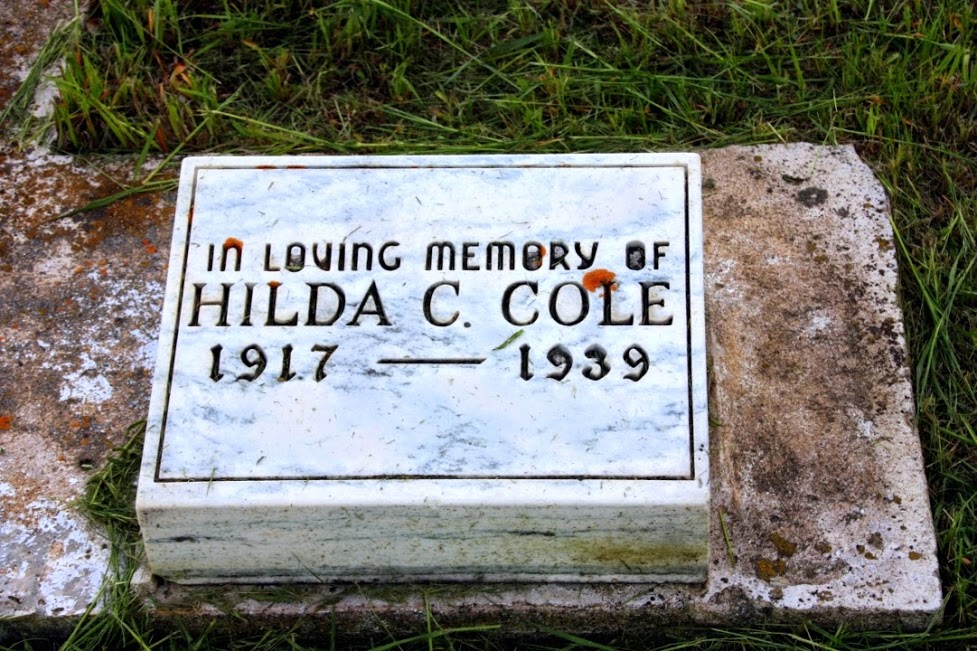 IN LOVING MEMORY OF
HILDA C. COLE
1917 — 1939